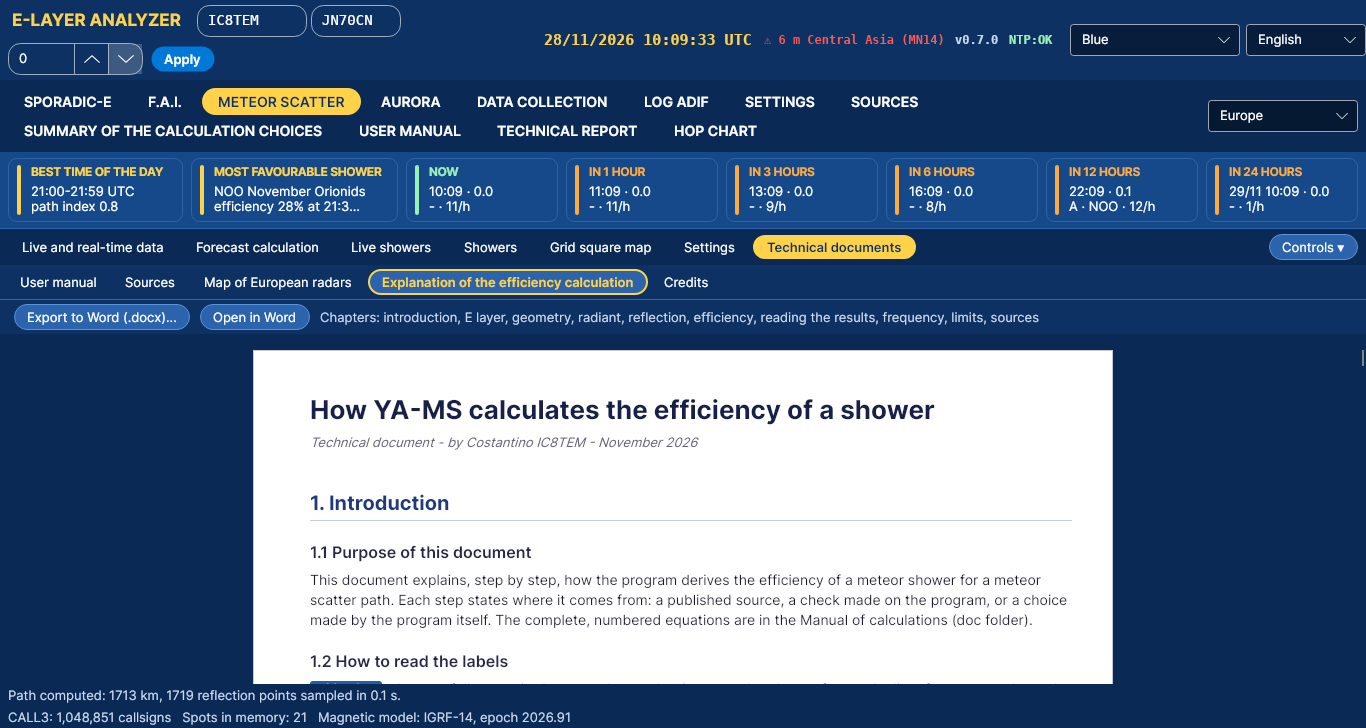 E-LAYER ANALYZER IC8TEM JN70CN
28/11/2026 10:09:33 UTC ⚠ 6 m Central Asia (MN14) v0.7.0 NTP:OK Blue English
0 Apply
SPORADIC-E F.A.I. METEOR SCATTER AURORA DATA COLLECTION LOG ADIF SETTINGS SOURCES
SUMMARY OF THE CALCULATION CHOICES USER MANUAL TECHNICAL REPORT HOP CHART
Europe
BEST TIME OF THE DAY
21:00-21:59 UTC
path index 0.8
MOST FAVOURABLE SHOWER
NOO November Orionids
efficiency 28% at 21:3...
NOW
10:09 · 0.0
- · 11/h
IN 1 HOUR
11:09 · 0.0
- · 11/h
IN 3 HOURS
13:09 · 0.0
- · 9/h
IN 6 HOURS
16:09 · 0.0
- · 8/h
IN 12 HOURS
22:09 · 0.1
A · NOO · 12/h
IN 24 HOURS
29/11 10:09 · 0.0
- · 1/h
Live and real-time data Forecast calculation Live showers Showers Grid square map Settings Technical documents Controls ▾
User manual Sources Map of European radars Explanation of the efficiency calculation Credits
Export to Word (.docx)... Open in Word Chapters: introduction, E layer, geometry, radiant, reflection, efficiency, reading the results, frequency, limits, sources
How YA-MS calculates the efficiency of a shower
Technical document - by Costantino IC8TEM - November 2026
1. Introduction
1.1 Purpose of this document
This document explains, step by step, how the program derives the efficiency of a meteor shower for a meteor
scatter path. Each step states where it comes from: a published source, a check made on the program, or a choice
made by the program itself. The complete, numbered equations are in the Manual of calculations (doc folder).
1.2 How to read the labels
Path computed: 1713 km, 1719 reflection points sampled in 0.1 s.
CALL3: 1,048,851 callsigns Spots in memory: 21 Magnetic model: IGRF-14, epoch 2026.91